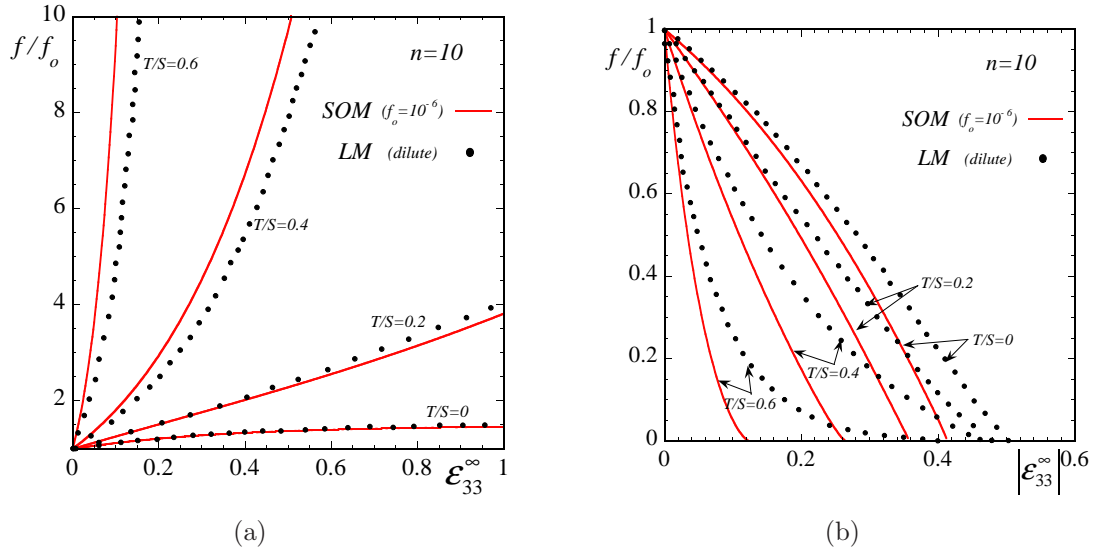 10
f/f_o
n=10
T/S=0.6
8
SOM (f_o=10^-6)
LM (dilute)
6
T/S=0.4
4
T/S=0.2
2
T/S=0
0
0.2
0.4
0.6
0.8
1
ε_33^∞
(a)
1
f/f_o
n=10
0.8
SOM (f_o=10^-6)
LM (dilute)
0.6
0.4
T/S=0.2
T/S=0
0.2
T/S=0.4
T/S=0.6
0
0
0.2
0.4
|ε_33^∞|
0.6
(b)